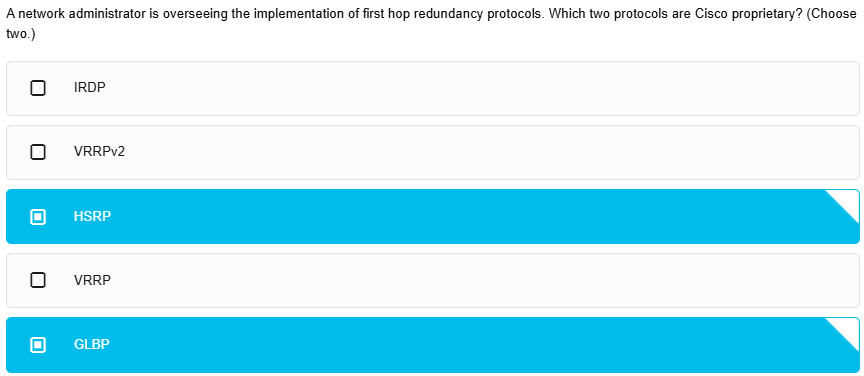 A network administrator is overseeing the implementation of first hop redundancy protocols. Which two protocols are Cisco proprietary? (Choose
two.)
IRDP
VRRPv2
HSRP
VRRP
GLBP